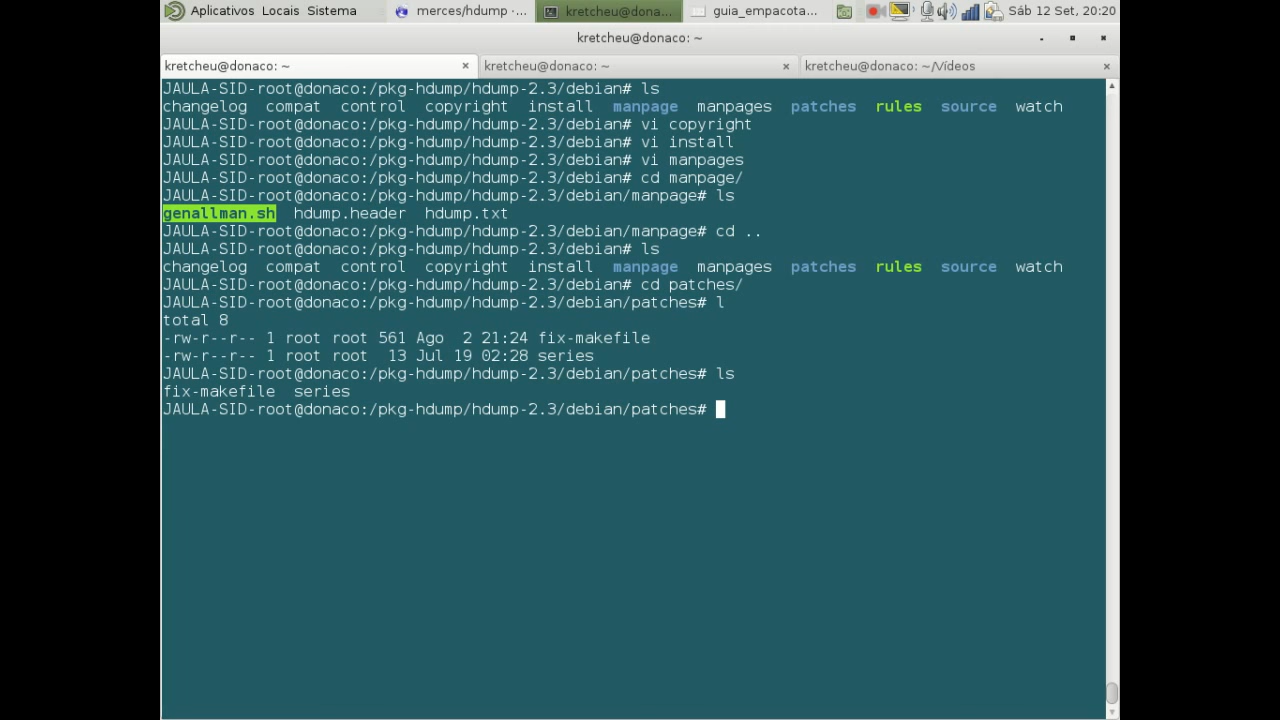 Aplicativos Locais Sistema merces/hdump -... kretcheu@dona... guia_empacota... Sáb 12 Set, 20:20
kretcheu@donaco: ~
kretcheu@donaco: ~ kretcheu@donaco: ~ kretcheu@donaco: ~/Vídeos
JAULA-SID-root@donaco:/pkg-hdump/hdump-2.3/debian# ls
changelog compat control copyright install manpage manpages patches rules source watch
JAULA-SID-root@donaco:/pkg-hdump/hdump-2.3/debian# vi copyright
JAULA-SID-root@donaco:/pkg-hdump/hdump-2.3/debian# vi install
JAULA-SID-root@donaco:/pkg-hdump/hdump-2.3/debian# vi manpages
JAULA-SID-root@donaco:/pkg-hdump/hdump-2.3/debian# cd manpage/
JAULA-SID-root@donaco:/pkg-hdump/hdump-2.3/debian/manpage# ls
genallman.sh hdump.header hdump.txt
JAULA-SID-root@donaco:/pkg-hdump/hdump-2.3/debian/manpage# cd ..
JAULA-SID-root@donaco:/pkg-hdump/hdump-2.3/debian# ls
changelog compat control copyright install manpage manpages patches rules source watch
JAULA-SID-root@donaco:/pkg-hdump/hdump-2.3/debian# cd patches/
JAULA-SID-root@donaco:/pkg-hdump/hdump-2.3/debian/patches# l
total 8
-rw-r--r-- 1 root root 561 Ago  2 21:24 fix-makefile
-rw-r--r-- 1 root root  13 Jul 19 02:28 series
JAULA-SID-root@donaco:/pkg-hdump/hdump-2.3/debian/patches# ls
fix-makefile series
JAULA-SID-root@donaco:/pkg-hdump/hdump-2.3/debian/patches#